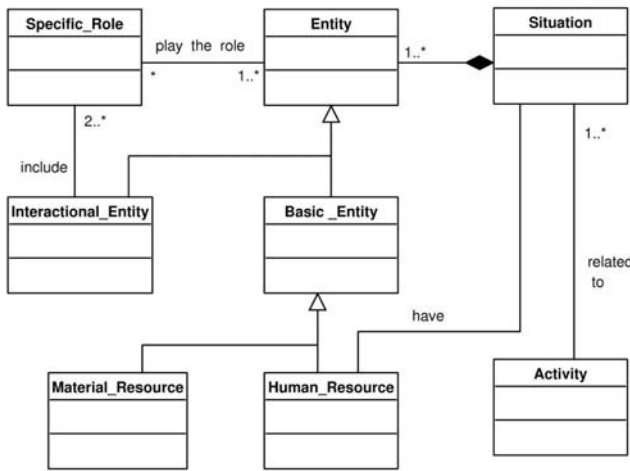 Specific_Role
Entity
Situation
play the role
*
1..*
1..*
2..*
1..*
include
Interactional_Entity
Basic _Entity
related
to
have
Material_Resource
Human_Resource
Activity